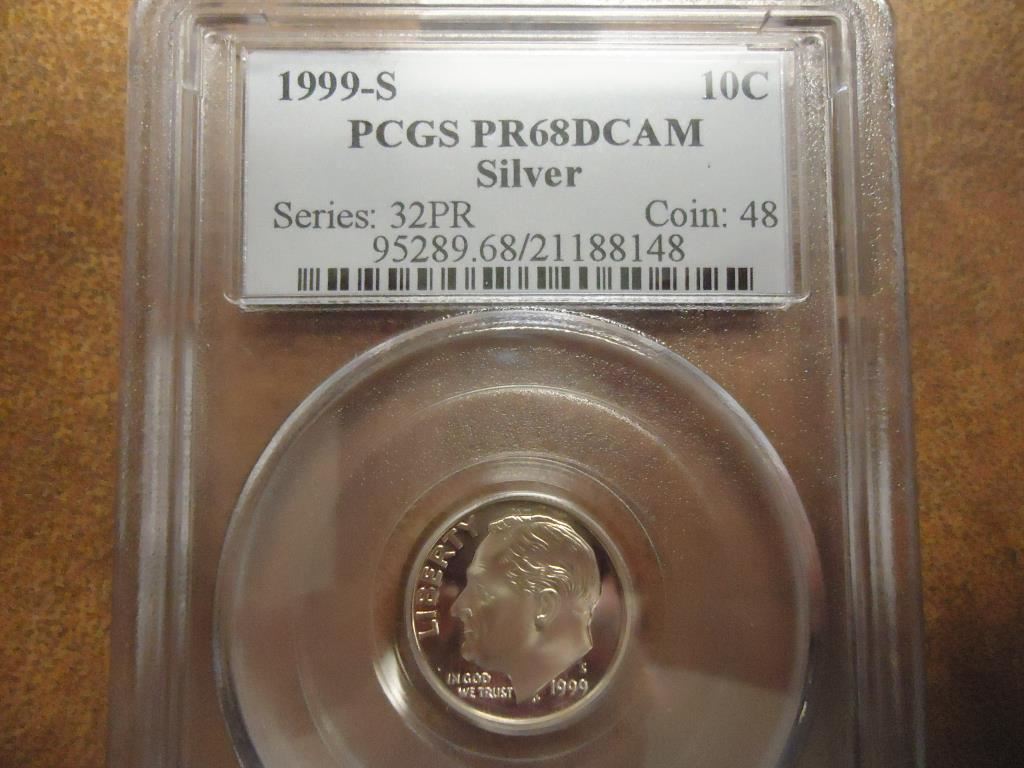 1999-S 10C
PCGS PR68DCAM
Silver
Series: 32PR Coin: 48
95289.68/21188148
LIBERTY
IN GOD
WE TRUST
S
1999